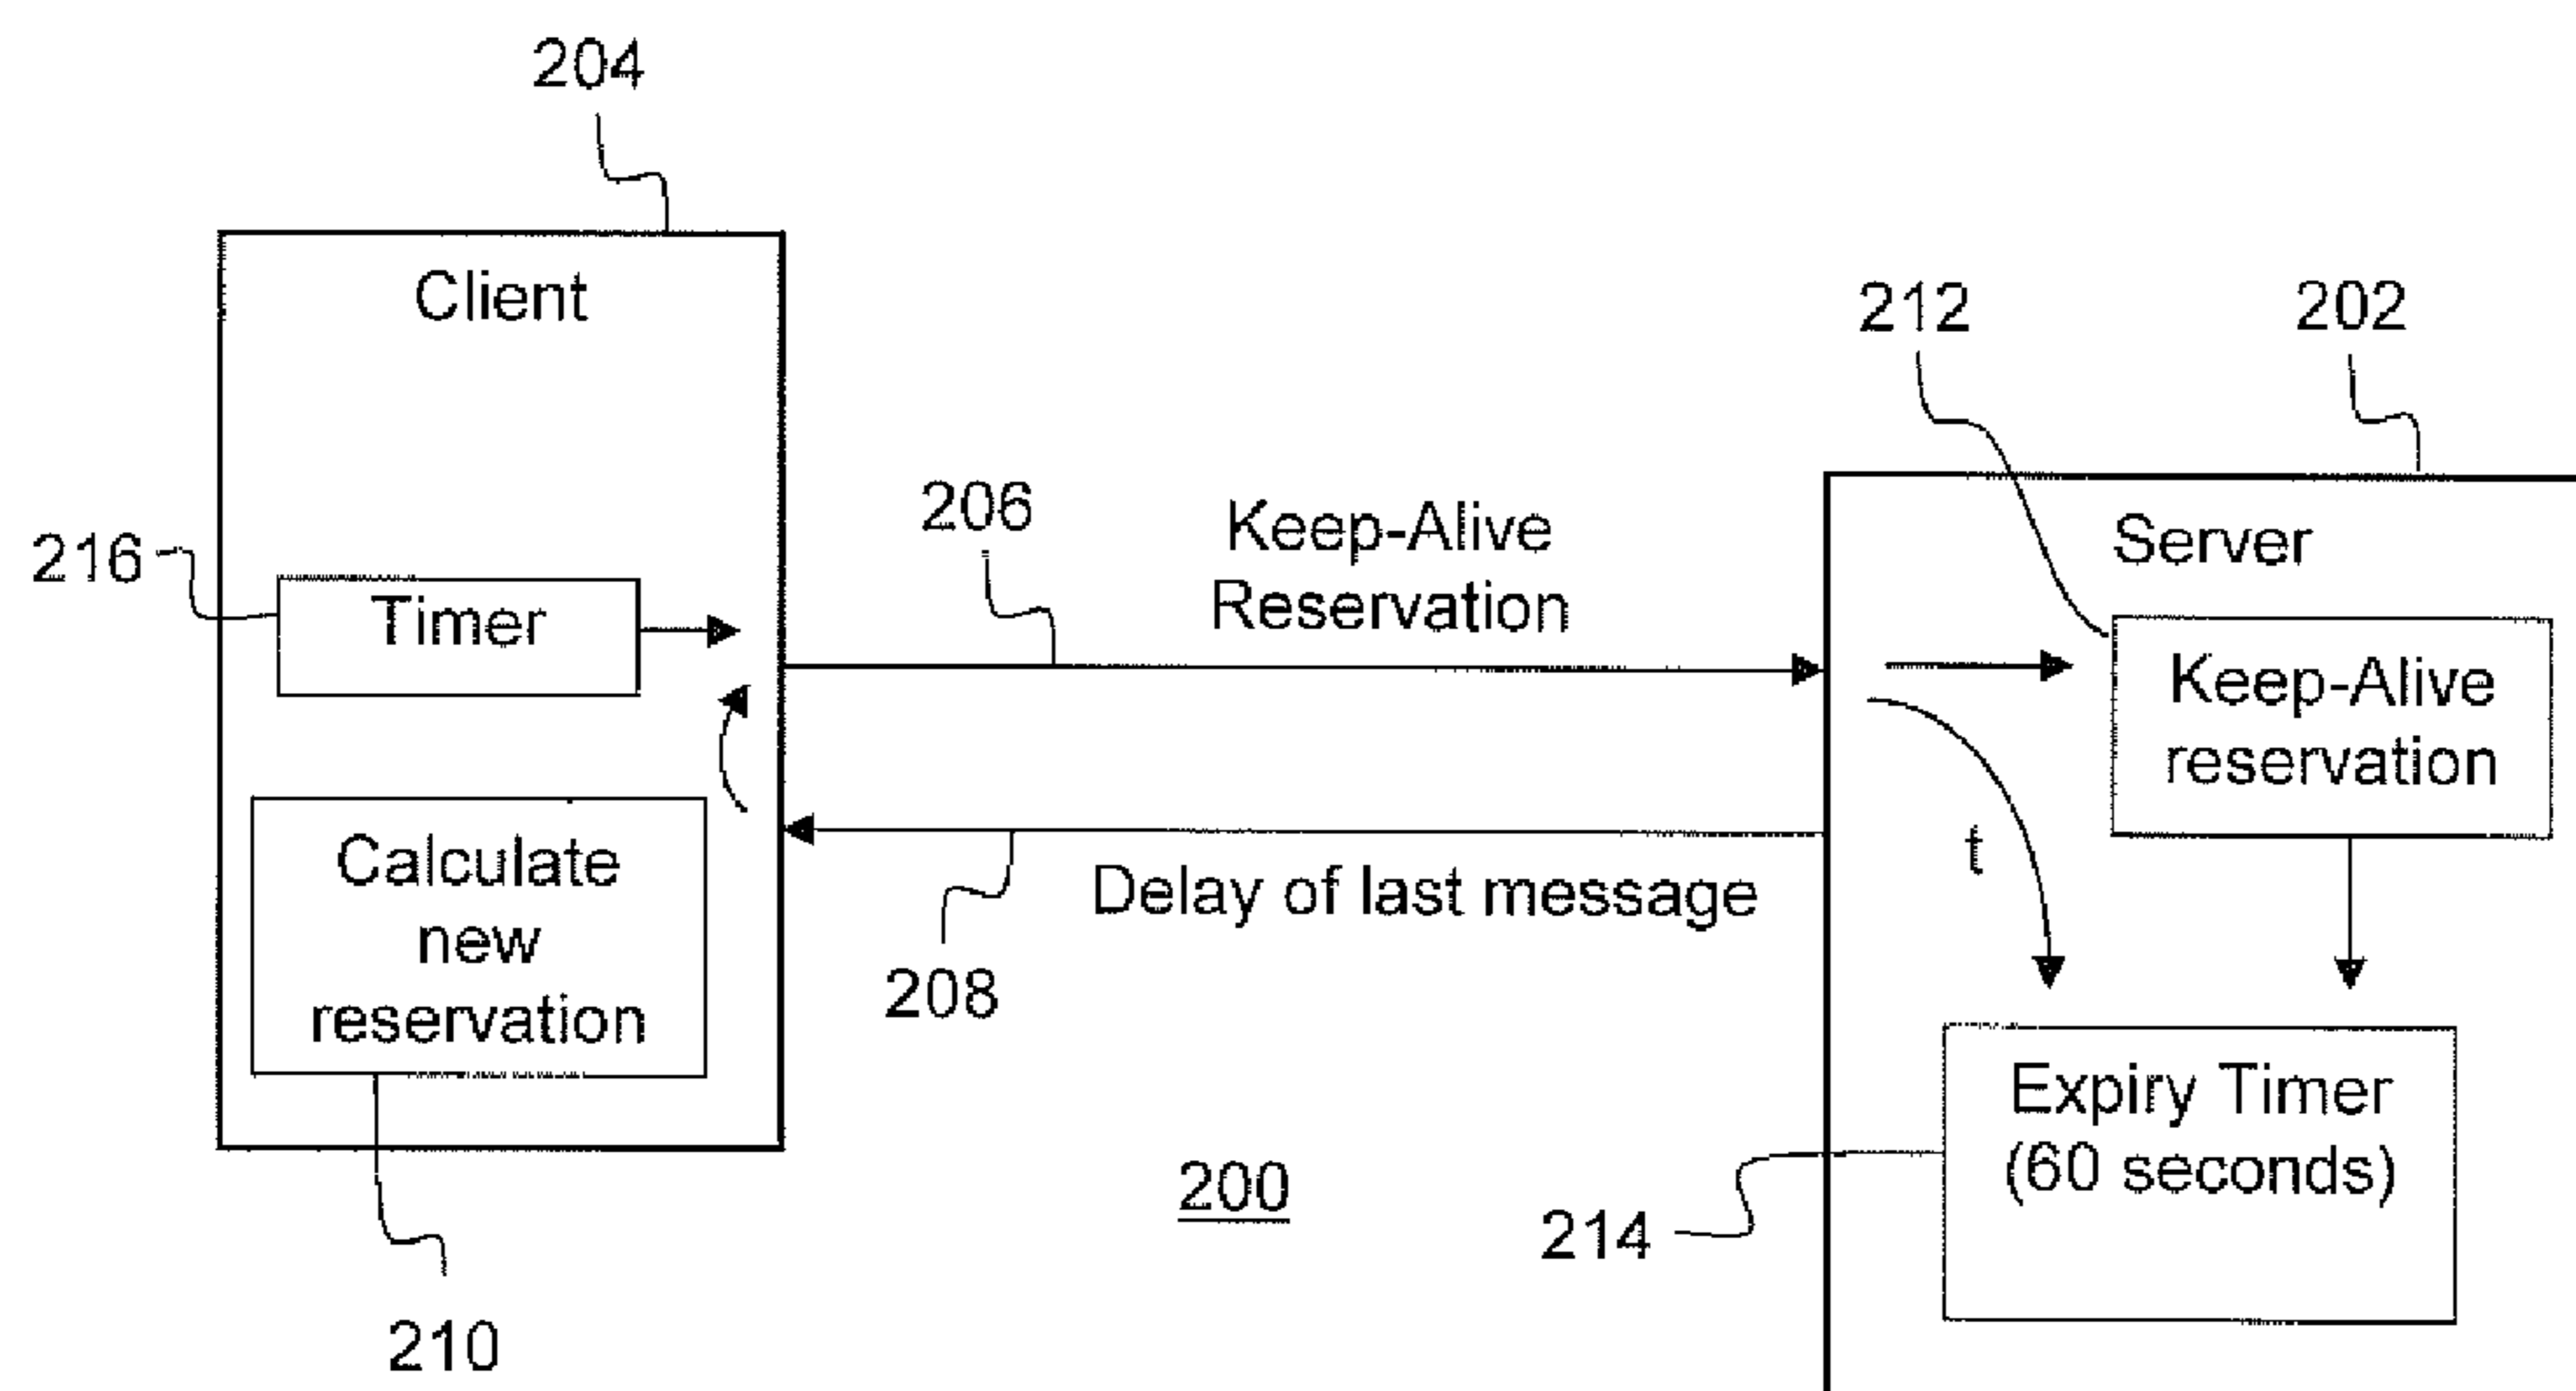 204
Client
212
202
206
Keep-Alive
Reservation
Server
216
Timer
Keep-Alive
reservation
t
Calculate
new
reservation
Delay of last message
208
Expiry Timer
(60 seconds)
200
214
210